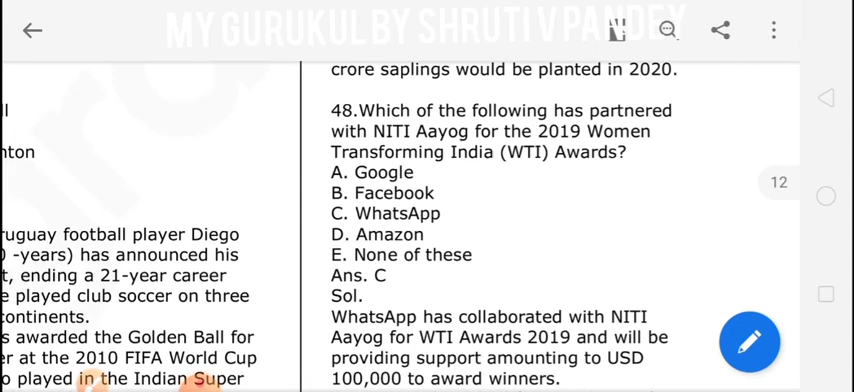 MY GURUKUL BY SHRUTI V PANDEY
crore saplings would be planted in 2020.
ll
nton
uguay football player Diego
-years) has announced his
t, ending a 21-year career
e played club soccer on three
continents.
s awarded the Golden Ball for
er at the 2010 FIFA World Cup
o played in the Indian Super
48.Which of the following has partnered
with NITI Aayog for the 2019 Women
Transforming India (WTI) Awards?
A. Google
B. Facebook
C. WhatsApp
D. Amazon
E. None of these
Ans. C
Sol.
WhatsApp has collaborated with NITI
Aayog for WTI Awards 2019 and will be
providing support amounting to USD
100,000 to award winners.
12